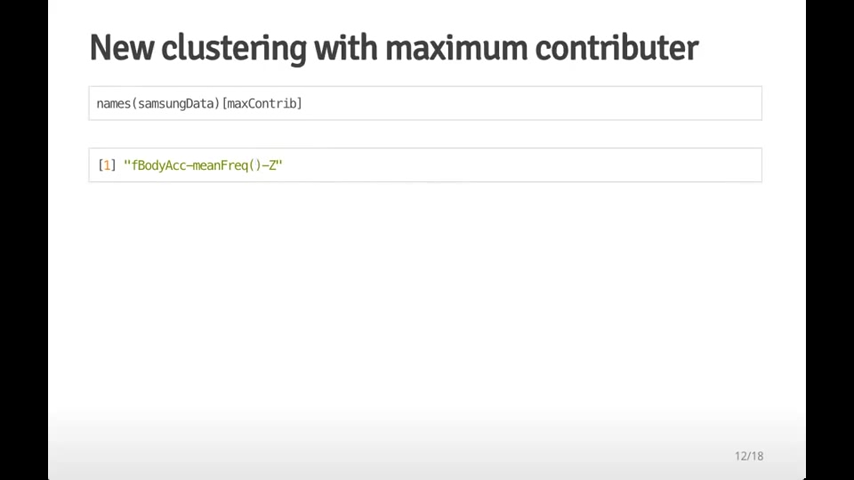 New clustering with maximum contributer
names(samsungData)[maxContrib]
[1] "fBodyAcc-meanFreq()-Z"
12/18